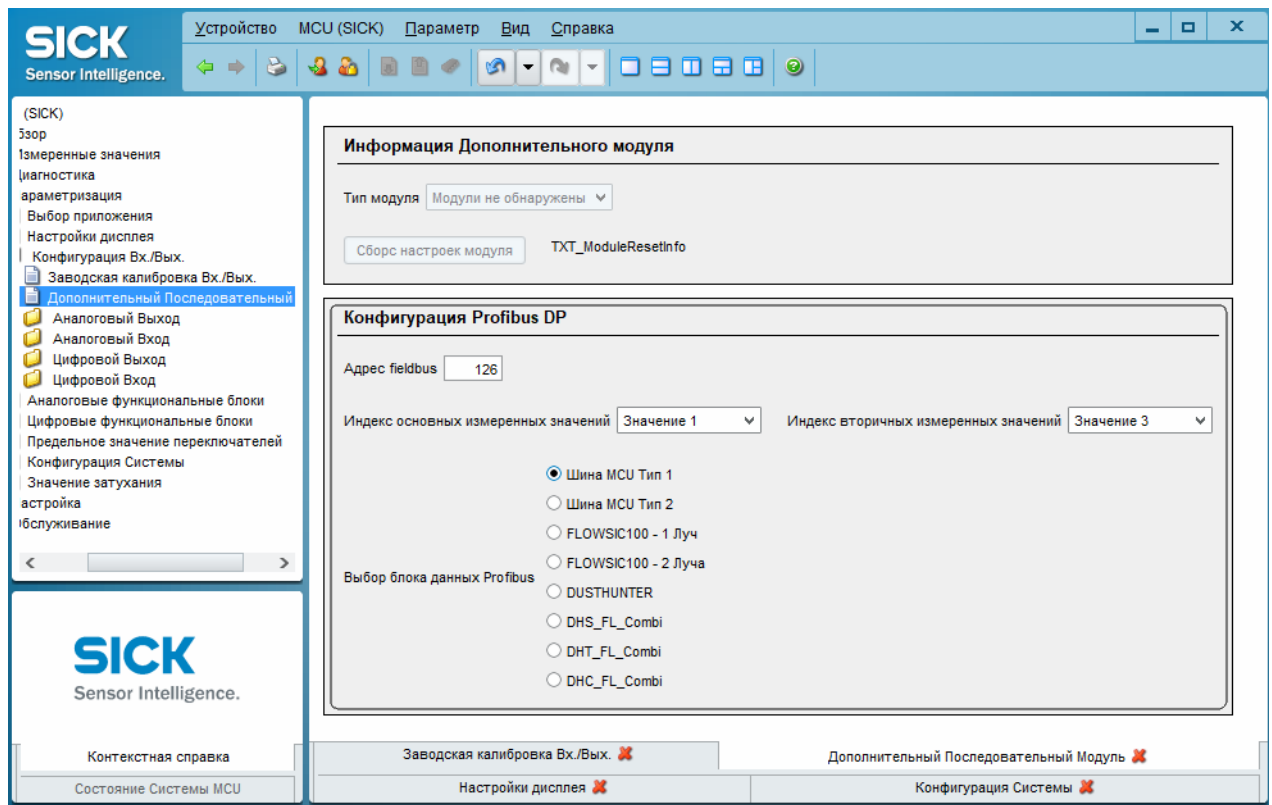 SICK
Sensor Intelligence.
Устройство MCU (SICK) Параметр Вид Справка
(SICK)
бзор
Измеренные значения
диагностика
араметризация
Выбор приложения
Настройки дисплея
Конфигурация Вх./Вых.
Заводская калибровка Вх./Вых.
Дополнительный Последовательный
Аналоговый Выход
Аналоговый Вход
Цифровой Выход
Цифровой Вход
Аналоговые функциональные блоки
Цифровые функциональные блоки
Предельное значение переключателей
Конфигурация Системы
Значение затухания
астройка
Обслуживание
Информация Дополнительного модуля
Тип модуля Модули не обнаружены
Сборс настроек модуля TXT_ModuleResetInfo
Конфигурация Profibus DP
Адрес fieldbus 126
Индекс основных измеренных значений Значение 1 Индекс вторичных измеренных значений Значение 3
Шина MCU Тип 1
Шина MCU Тип 2
FLOWSIC100 - 1 Луч
FLOWSIC100 - 2 Луча
Выбор блока данных Profibus
DUSTHUNTER
DHS_FL_Combi
DHT_FL_Combi
DHC_FL_Combi
SICK
Sensor Intelligence.
Контекстная справка
Состояние Системы MCU
Заводская калибровка Вх./Вых. Дополнительный Последовательный Модуль
Настройки дисплея Конфигурация Системы